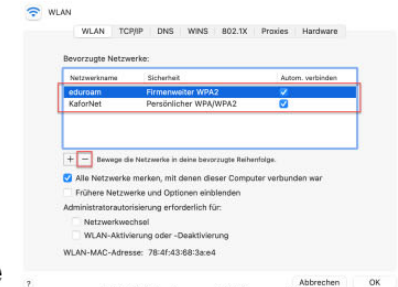 WLAN
WLAN TCP/IP DNS WINS 802.1X Proxies Hardware
Bevorzugte Netzwerke:
Netzwerkname Sicherheit Autom. verbinden
eduroam Firmenweiter WPA2
KaforNet Persönlicher WPA/WPA2
+ − Bewege die Netzwerke in deine bevorzugte Reihenfolge.
Alle Netzwerke merken, mit denen dieser Computer verbunden war
Frühere Netzwerke und Optionen einblenden
Administratorautorisierung erforderlich für:
Netzwerkwechsel
WLAN-Aktivierung oder -Deaktivierung
WLAN-MAC-Adresse: 78:4f:43:68:3a:e4
e
? Abbrechen OK